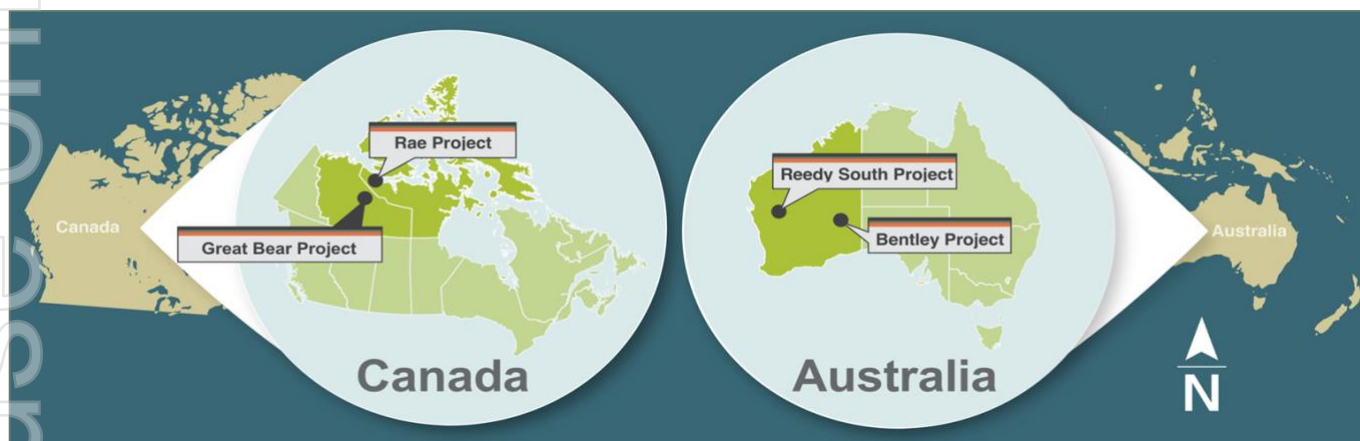 Canada
Rae Project
Great Bear Project
Canada
Reedy South Project
Bentley Project
Australia
Australia
N